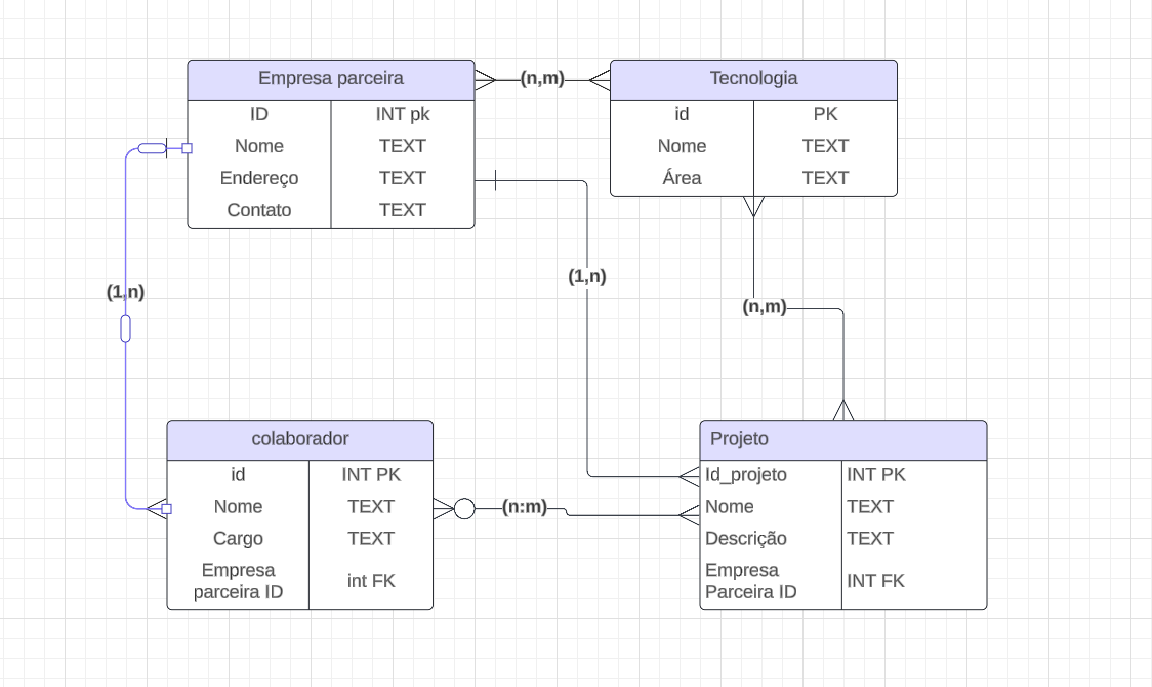 Empresa parceira
ID INT pk
Nome TEXT
Endereço TEXT
Contato TEXT
(n,m)
Tecnologia
id PK
Nome TEXT
Área TEXT
(1,n)
(1,n)
(n,m)
colaborador
id INT PK
Nome TEXT
Cargo TEXT
Empresa
parceira ID int FK
(n:m)
Projeto
Id_projeto INT PK
Nome TEXT
Descrição TEXT
Empresa
Parceira ID INT FK